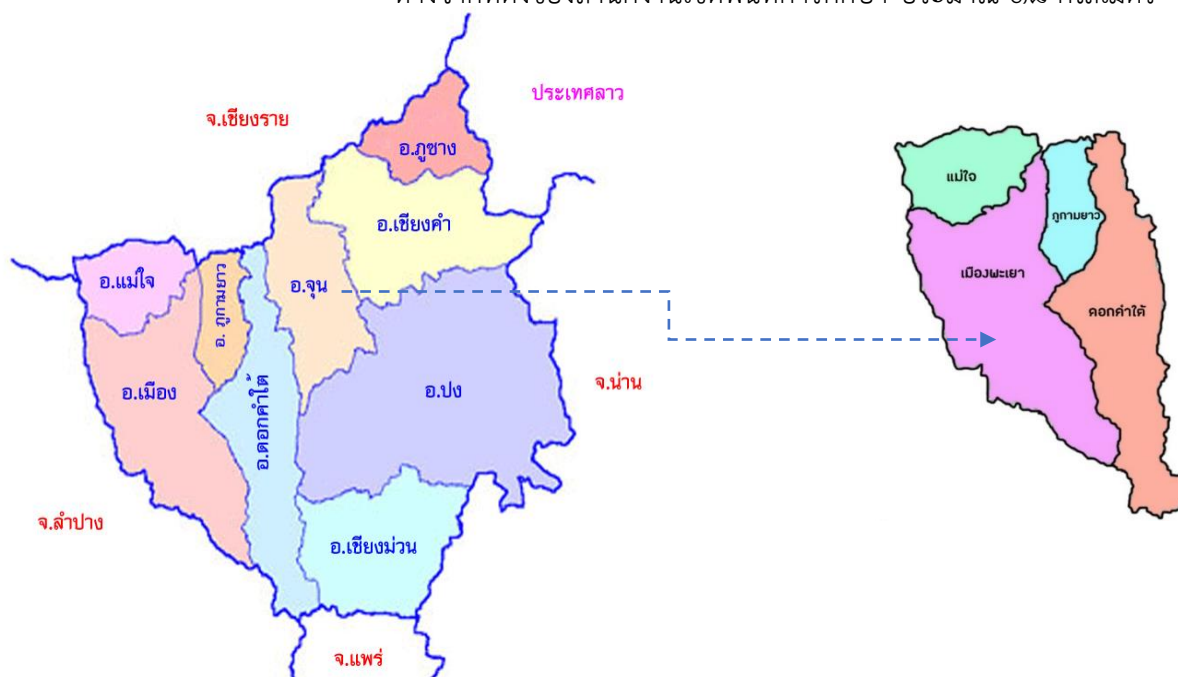 ประเทศลาว
จ.เชียงราย
อ.ภูซาง
อ.เชียงคำ
อ.แม่ใจ
อ. ภูกามยาว
อ.จุน
อ.เมือง
อ.ดอกคำใต้
อ.ปง
จ.น่าน
จ.ลำปาง
อ.เชียงม่วน
จ.แพร่
แม่ใจ
ภูกามยาว
เมืองพะเยา
ดอกคำใต้